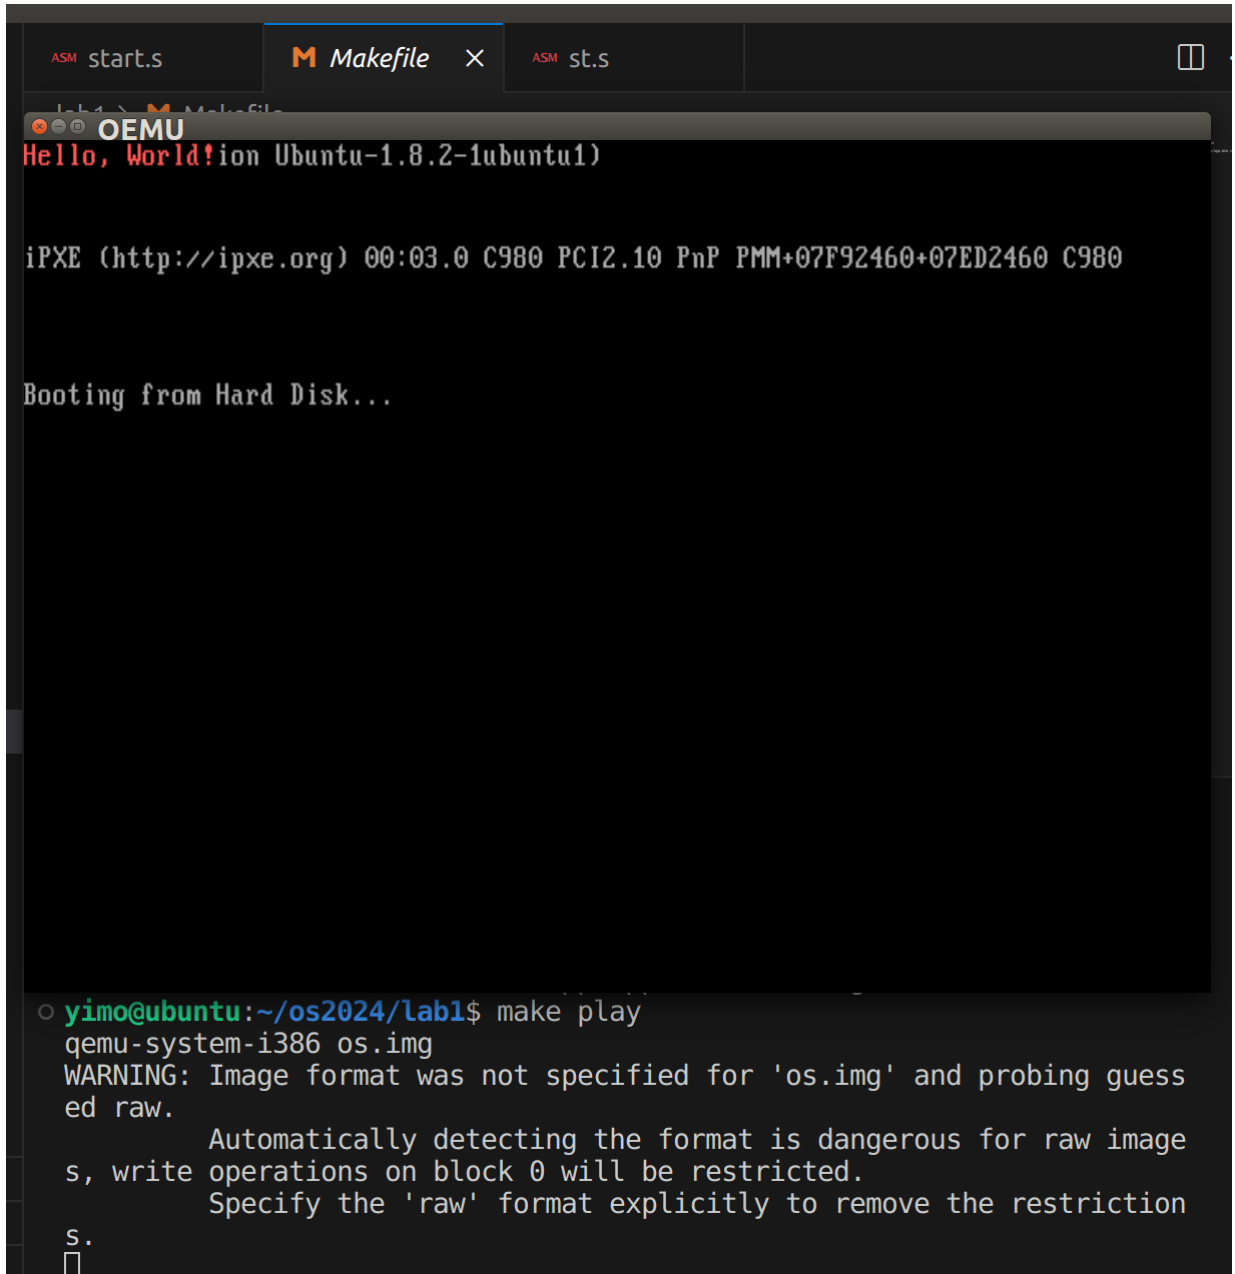 ASM start.s M Makefile × ASM st.s
lab1 > M Makefile
QEMU
Hello, World!ion Ubuntu-1.8.2-1ubuntu1)
iPXE (http://ipxe.org) 00:03.0 C980 PCI2.10 PnP PMM+07F92460+07ED2460 C980
Booting from Hard Disk...
yimo@ubuntu:~/os2024/lab1$ make play
qemu-system-i386 os.img
WARNING: Image format was not specified for 'os.img' and probing guess
ed raw.
Automatically detecting the format is dangerous for raw image
s, write operations on block 0 will be restricted.
Specify the 'raw' format explicitly to remove the restriction
s.